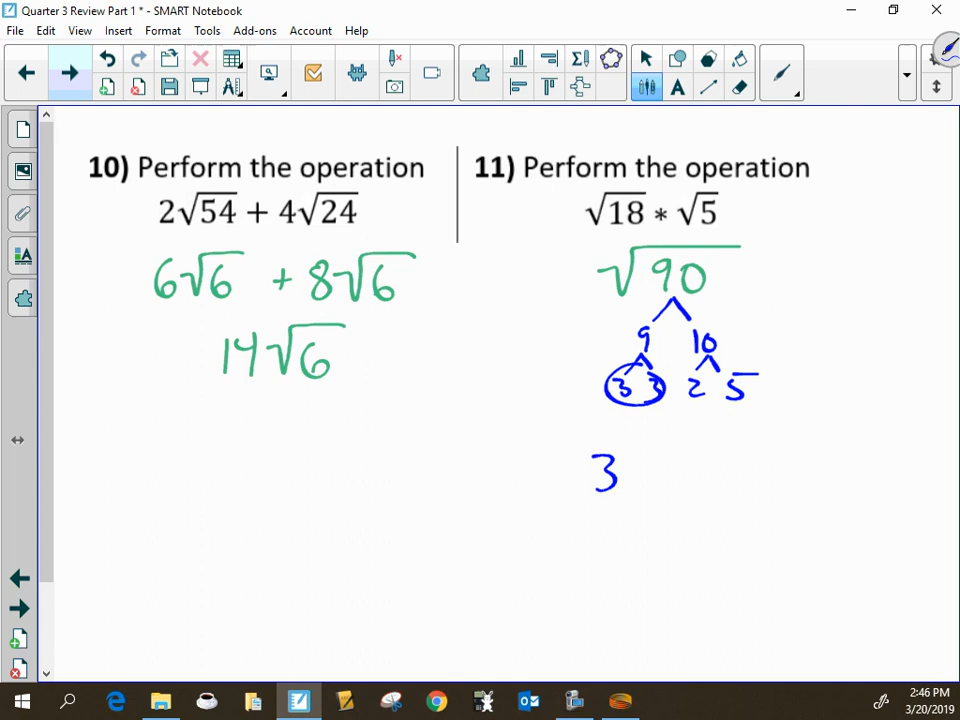 Quarter 3 Review Part 1 * - SMART Notebook
File Edit View Insert Format Tools Add-ons Account Help
10) Perform the operation
2√54 + 4√24
6√6 + 8√6
14√6
11) Perform the operation
√18 * √5
√90
9 10
3 3 2 5
3
2:46 PM
3/20/2019